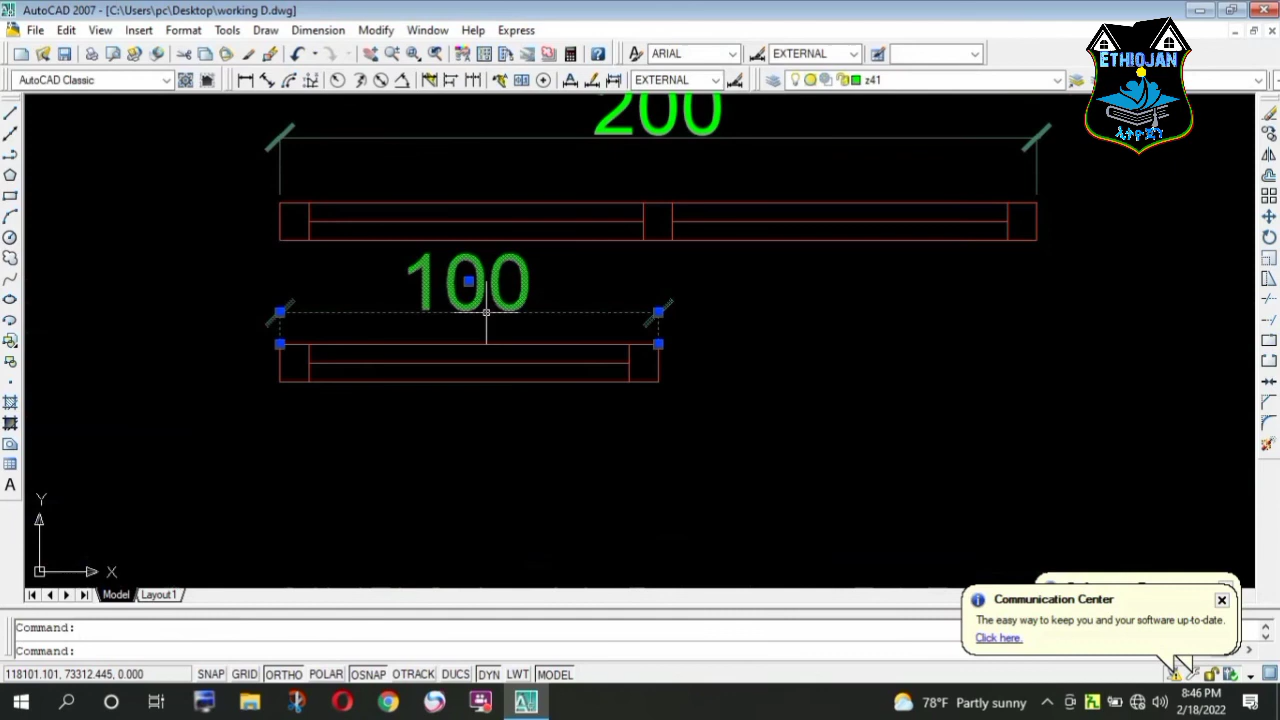 AutoCAD 2007 - [C:\Users\pc\Desktop\working D.dwg]
File Edit View Insert Format Tools Draw Dimension Modify Window Help Express
ARIAL EXTERNAL
AutoCAD Classic EXTERNAL z41
ETHIOJAN
ኢትዮጃን
200
100
Y
X
Model Layout1
Communication Center
The easy way to keep you and your software up-to-date.
Click here.
Command:
Command:
118101.101, 73312.445, 0.000 SNAP GRID ORTHO POLAR OSNAP OTRACK DUCS DYN LWT MODEL
78°F Partly sunny
8:46 PM
2/18/2022